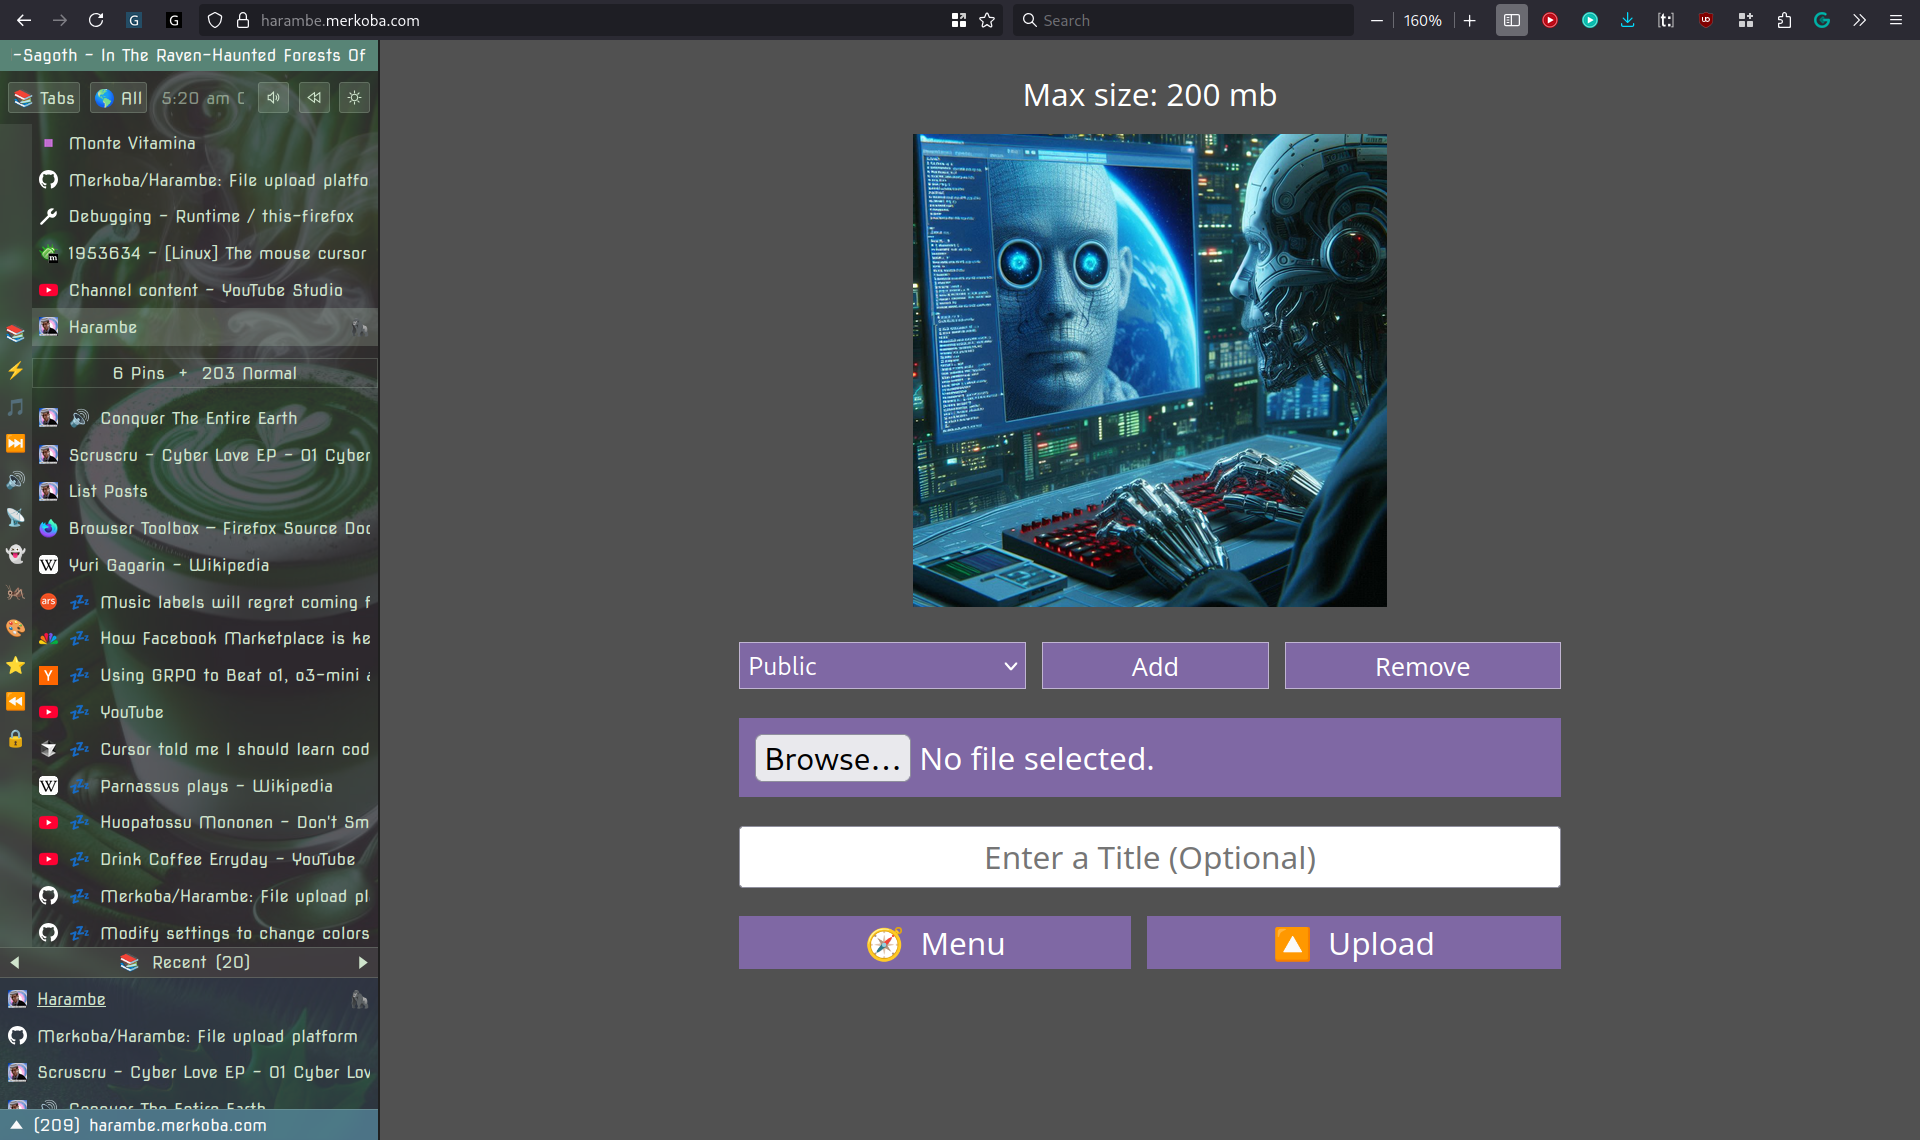 harambe.merkoba.com
Search
160%
-Sagoth - In The Raven-Haunted Forests Of
Tabs
All
5:20 am
Monte Vitamina
Merkoba/Harambe: File upload platfo
Debugging - Runtime / this-firefox
1953634 - [Linux] The mouse cursor
Channel content - YouTube Studio
Harambe
6 Pins + 203 Normal
Conquer The Entire Earth
Scruscru - Cyber Love EP - 01 Cyber
List Posts
Browser Toolbox — Firefox Source Doc
Yuri Gagarin - Wikipedia
Music labels will regret coming f
How Facebook Marketplace is ke
Using GRPO to Beat o1, o3-mini a
YouTube
Cursor told me I should learn cod
Parnassus plays - Wikipedia
Huopatossu Mononen - Don't Sm
Drink Coffee Erryday - YouTube
Merkoba/Harambe: File upload pl
Modify settings to change colors
Recent (20)
Harambe
Merkoba/Harambe: File upload platform
Scruscru - Cyber Love EP - 01 Cyber Lov
Conquer The Entire Earth
(209) harambe.merkoba.com
Max size: 200 mb
Public
Add
Remove
Browse...
No file selected.
Enter a Title (Optional)
Menu
Upload